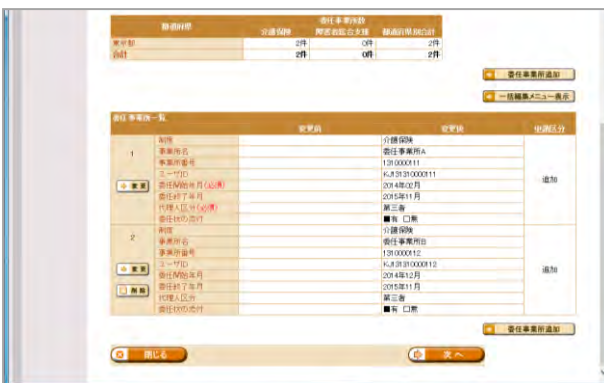 都道府県 委任事業所数
介護保険 障害者総合支援 都道府県別合計
東京都 2件 0件 2件
合計 2件 0件 2件
委任事業所追加
一括編集メニュー表示
委任事業所一覧
変更前 変更後 申請区分
1 制度 介護保険 追加
事業所名 委任事業所A
事業所番号 1310000111
ユーザID KJ131310000111
変更 委任開始年月(必須) 2014年02月
委任終了年月 2015年11月
代理人区分(必須) 第三者
委任状の添付 ■有 □無
2 制度 介護保険 追加
事業所名 委任事業所B
事業所番号 1310000112
ユーザID KJ131310000112
変更 委任開始年月 2014年12月
削除 委任終了年月 2015年11月
代理人区分 第三者
委任状の添付 ■有 □無
委任事業所追加
閉じる 次へ